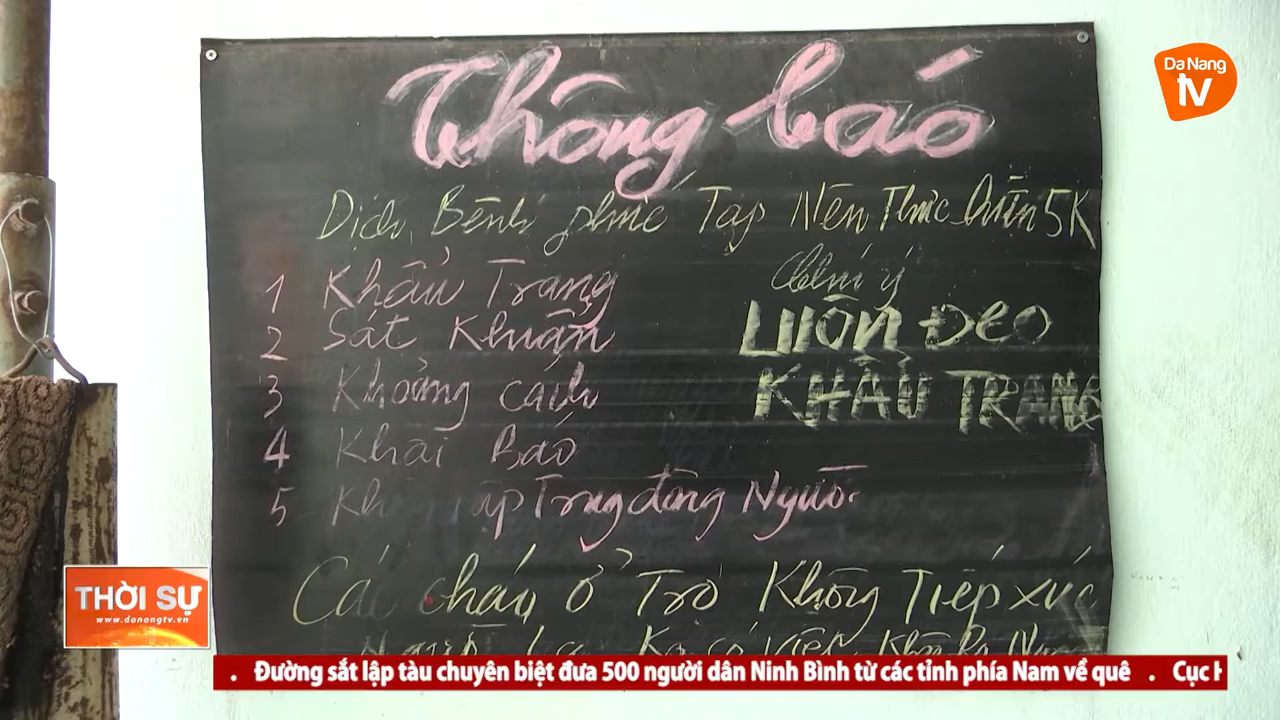 Thông báo
Dịch Bệnh phức Tạp Nên Thực hiện 5K
1 Khẩu Trang
2 Sát Khuẩn
3 Khoảng cách
4 Khai Báo
5 Tập Trung đông Người
Chú ý
LUÔN ĐEO
KHẨU TRANG
Các cháu ở Trọ Không Tiếp xúc
Da Nang
tv
THỜI SỰ
www.danangtv.vn
. Đường sắt lập tàu chuyên biệt đưa 500 người dân Ninh Bình từ các tỉnh phía Nam về quê . Cục